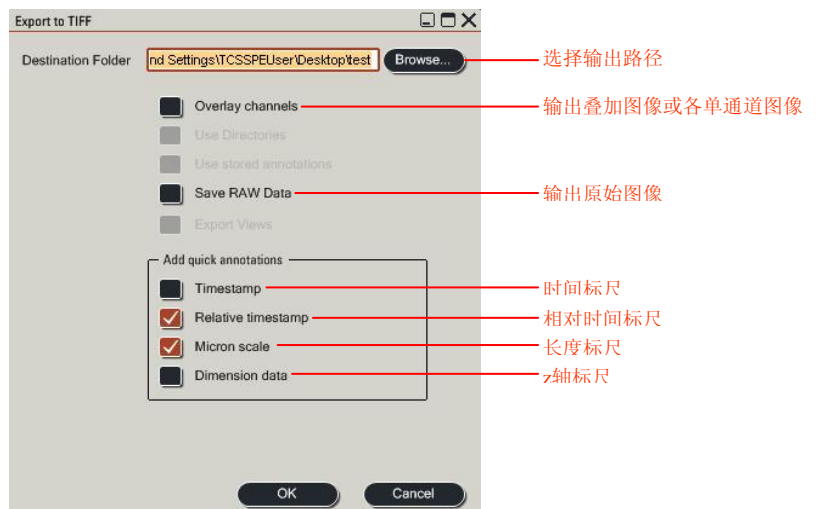 Export to TIFF
Destination Folder nd Settings\TCSSPEUser\Desktop\test Browse... 选择输出路径
Overlay channels 输出叠加图像或各单通道图像
Use Directories
Use stored annotations
Save RAW Data 输出原始图像
Export Views
Add quick annotations
Timestamp 时间标尺
Relative timestamp 相对时间标尺
Micron scale 长度标尺
Dimension data z轴标尺
OK Cancel